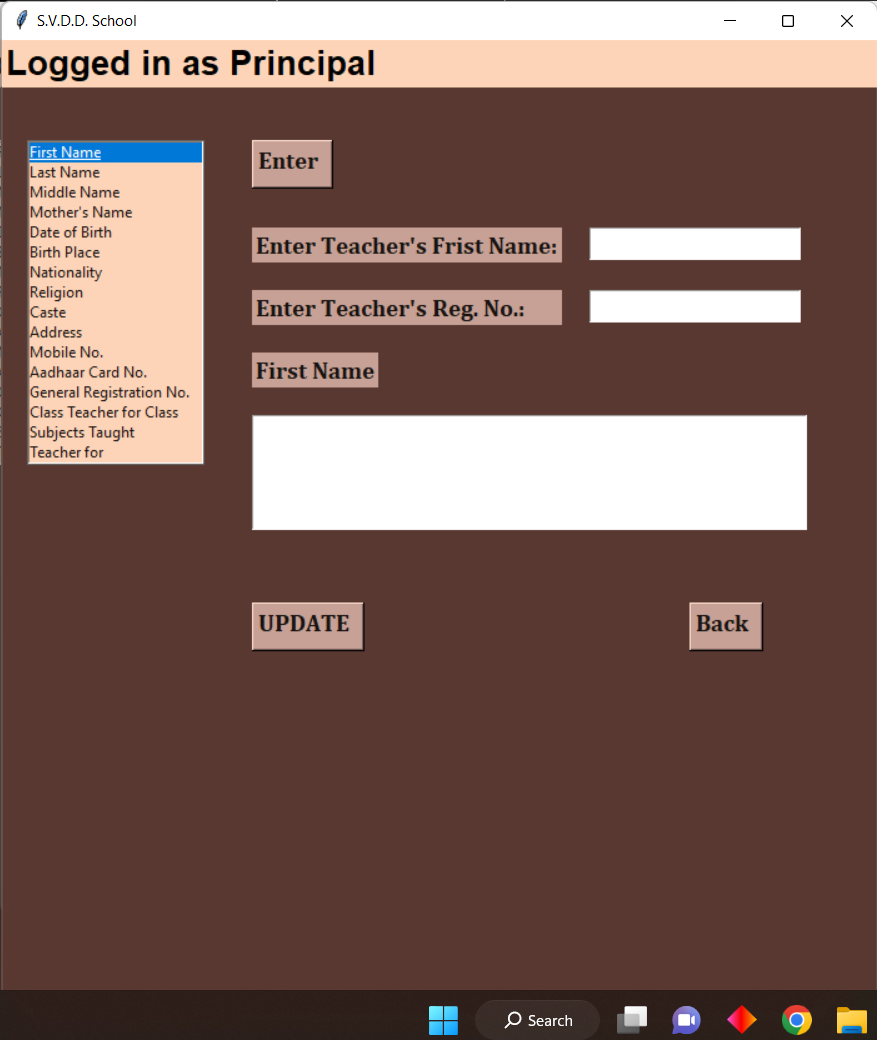 S.V.D.D. School
Logged in as Principal
First Name
Last Name
Middle Name
Mother's Name
Date of Birth
Birth Place
Nationality
Religion
Caste
Address
Mobile No.
Aadhaar Card No.
General Registration No.
Class Teacher for Class
Subjects Taught
Teacher for
Enter
Enter Teacher's Frist Name:
Enter Teacher's Reg. No.:
First Name
UPDATE
Back
Search